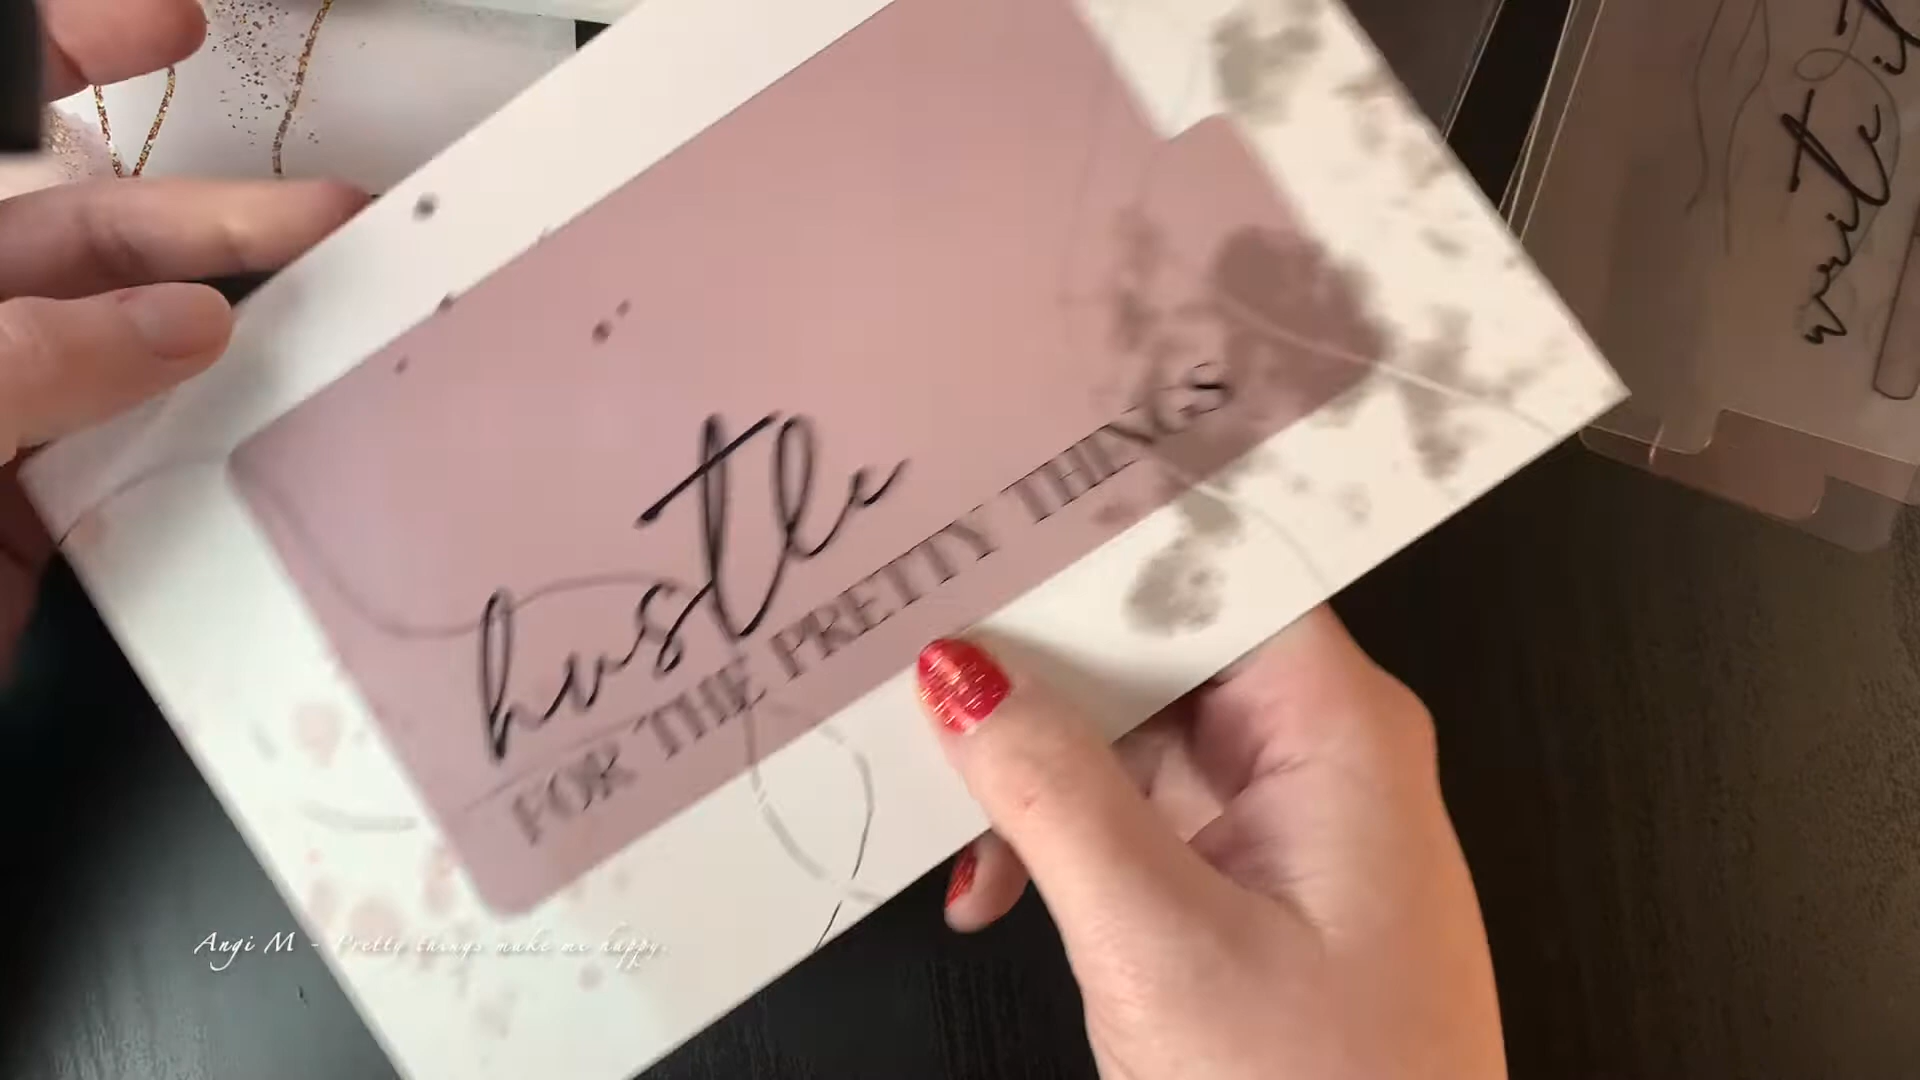 hustle
FOR THE PRETTY THINGS
write it
Angi M - Pretty things make me happy.